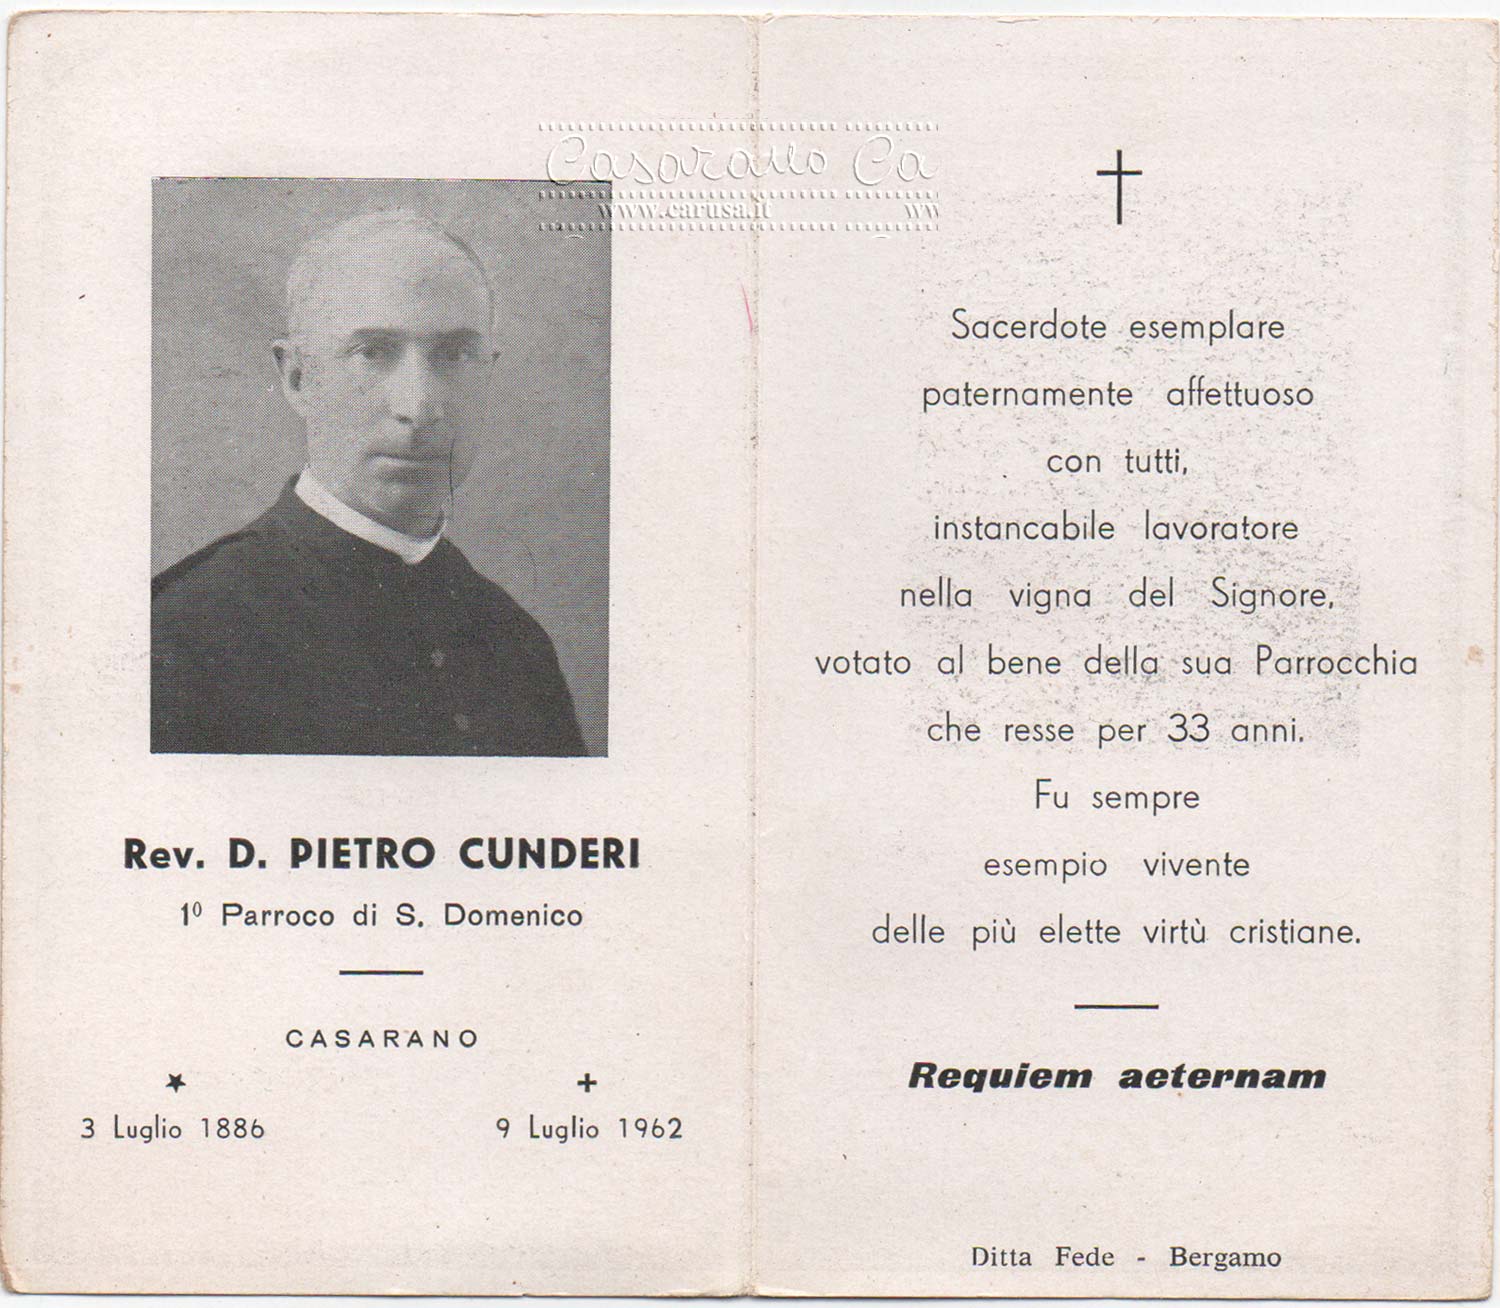 Casarano Ca
www.carusa.it
Rev. D. PIETRO CUNDERI
1º Parroco di S. Domenico
CASARANO
3 Luglio 1886
9 Luglio 1962
Sacerdote esemplare
paternamente affettuoso
con tutti,
instancabile lavoratore
nella vigna del Signore,
votato al bene della sua Parrocchia
che resse per 33 anni.
Fu sempre
esempio vivente
delle più elette virtù cristiane.
Requiem aeternam
Ditta Fede - Bergamo